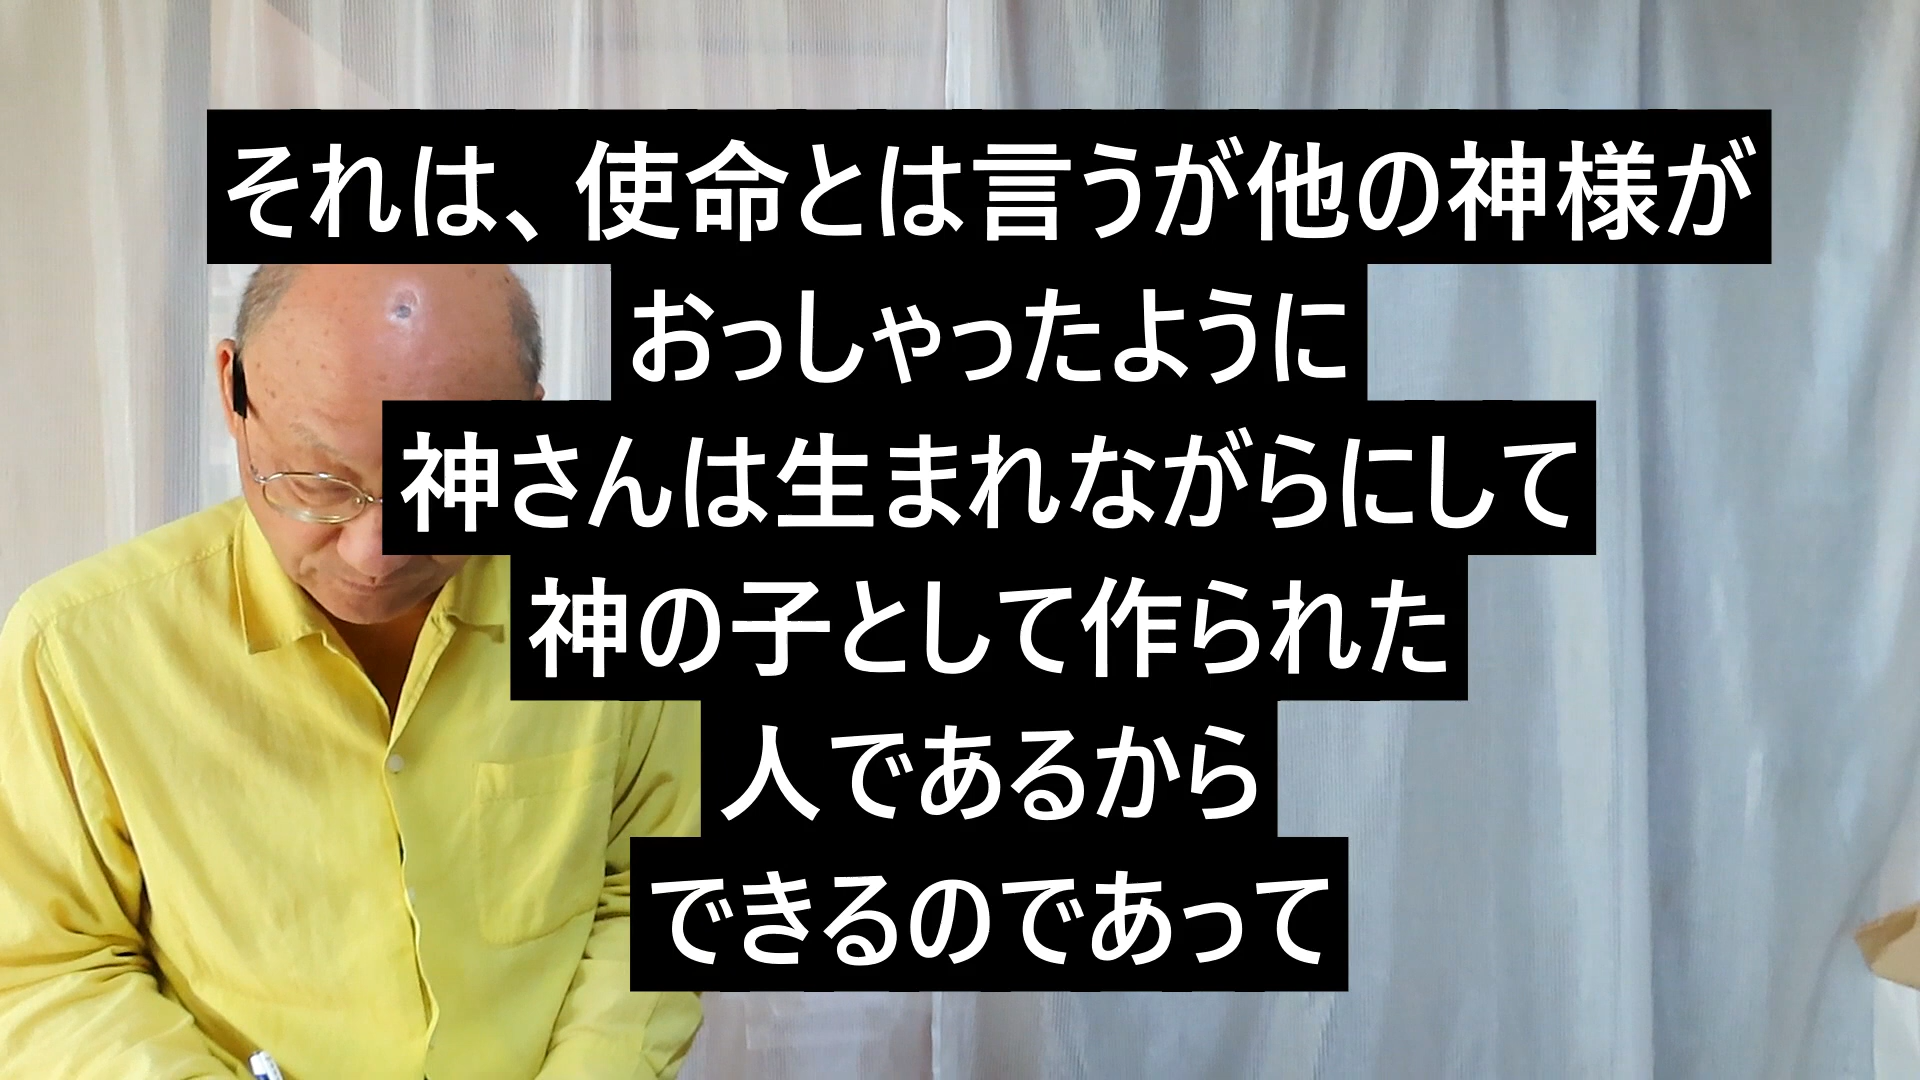 それは、使命とは言うが他の神様が
おっしゃったように
神さんは生まれながらにして
神の子として作られた
人であるから
できるのであって